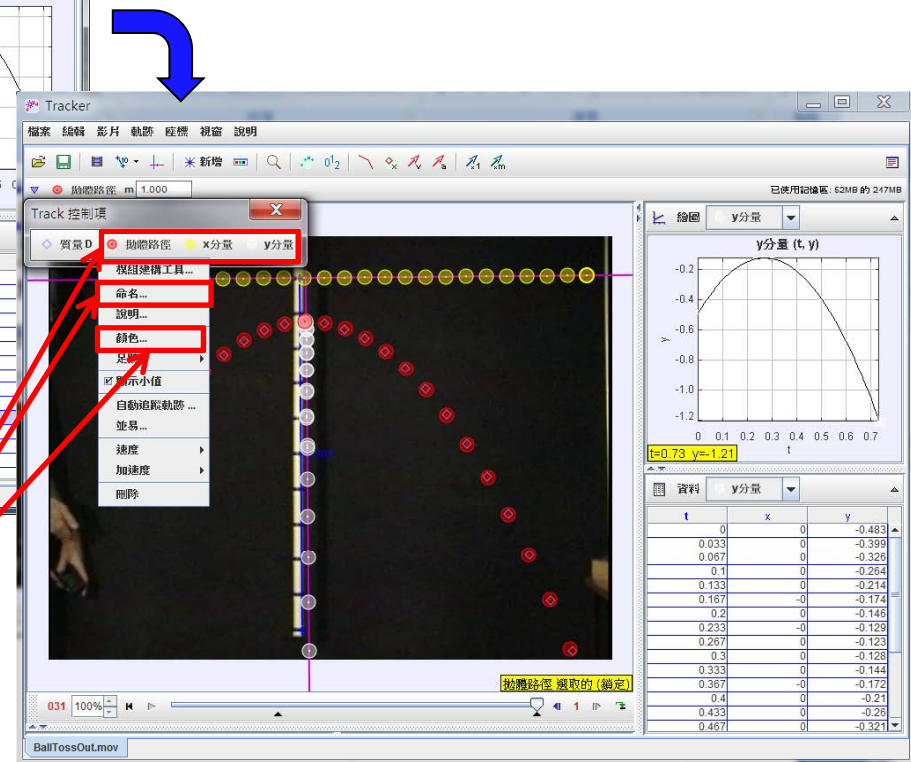 Tracker
檔案 編輯 影片 軌跡 座標 視窗 說明
新增
拋體路徑 m 1.000
已使用記憶區: 52MB 的 247MB
Track 控制項
質量D 拋體路徑 x分量 y分量
模組建構工具...
命名...
說明...
顏色...
足跡
顯示小值
自動追蹤軌跡 ...
並易...
速度
加速度
刪除
拋體路徑 選取的 (鎖定)
031 100% 1
BallTossOut.mov
繪圖 y分量
y分量 (t, y)
-0.2
-0.4
-0.6
y
-0.8
-1.0
-1.2
0 0.1 0.2 0.3 0.4 0.5 0.6 0.7
t=0.73 y=-1.21
t
資料 y分量
t x y
0 0 -0.483
0.033 0 -0.399
0.067 0 -0.326
0.1 0 -0.264
0.133 0 -0.214
0.167 -0 -0.174
0.2 0 -0.146
0.233 -0 -0.129
0.267 0 -0.123
0.3 0 -0.128
0.333 0 -0.144
0.367 -0 -0.172
0.4 0 -0.21
0.433 0 -0.26
0.467 0 -0.321